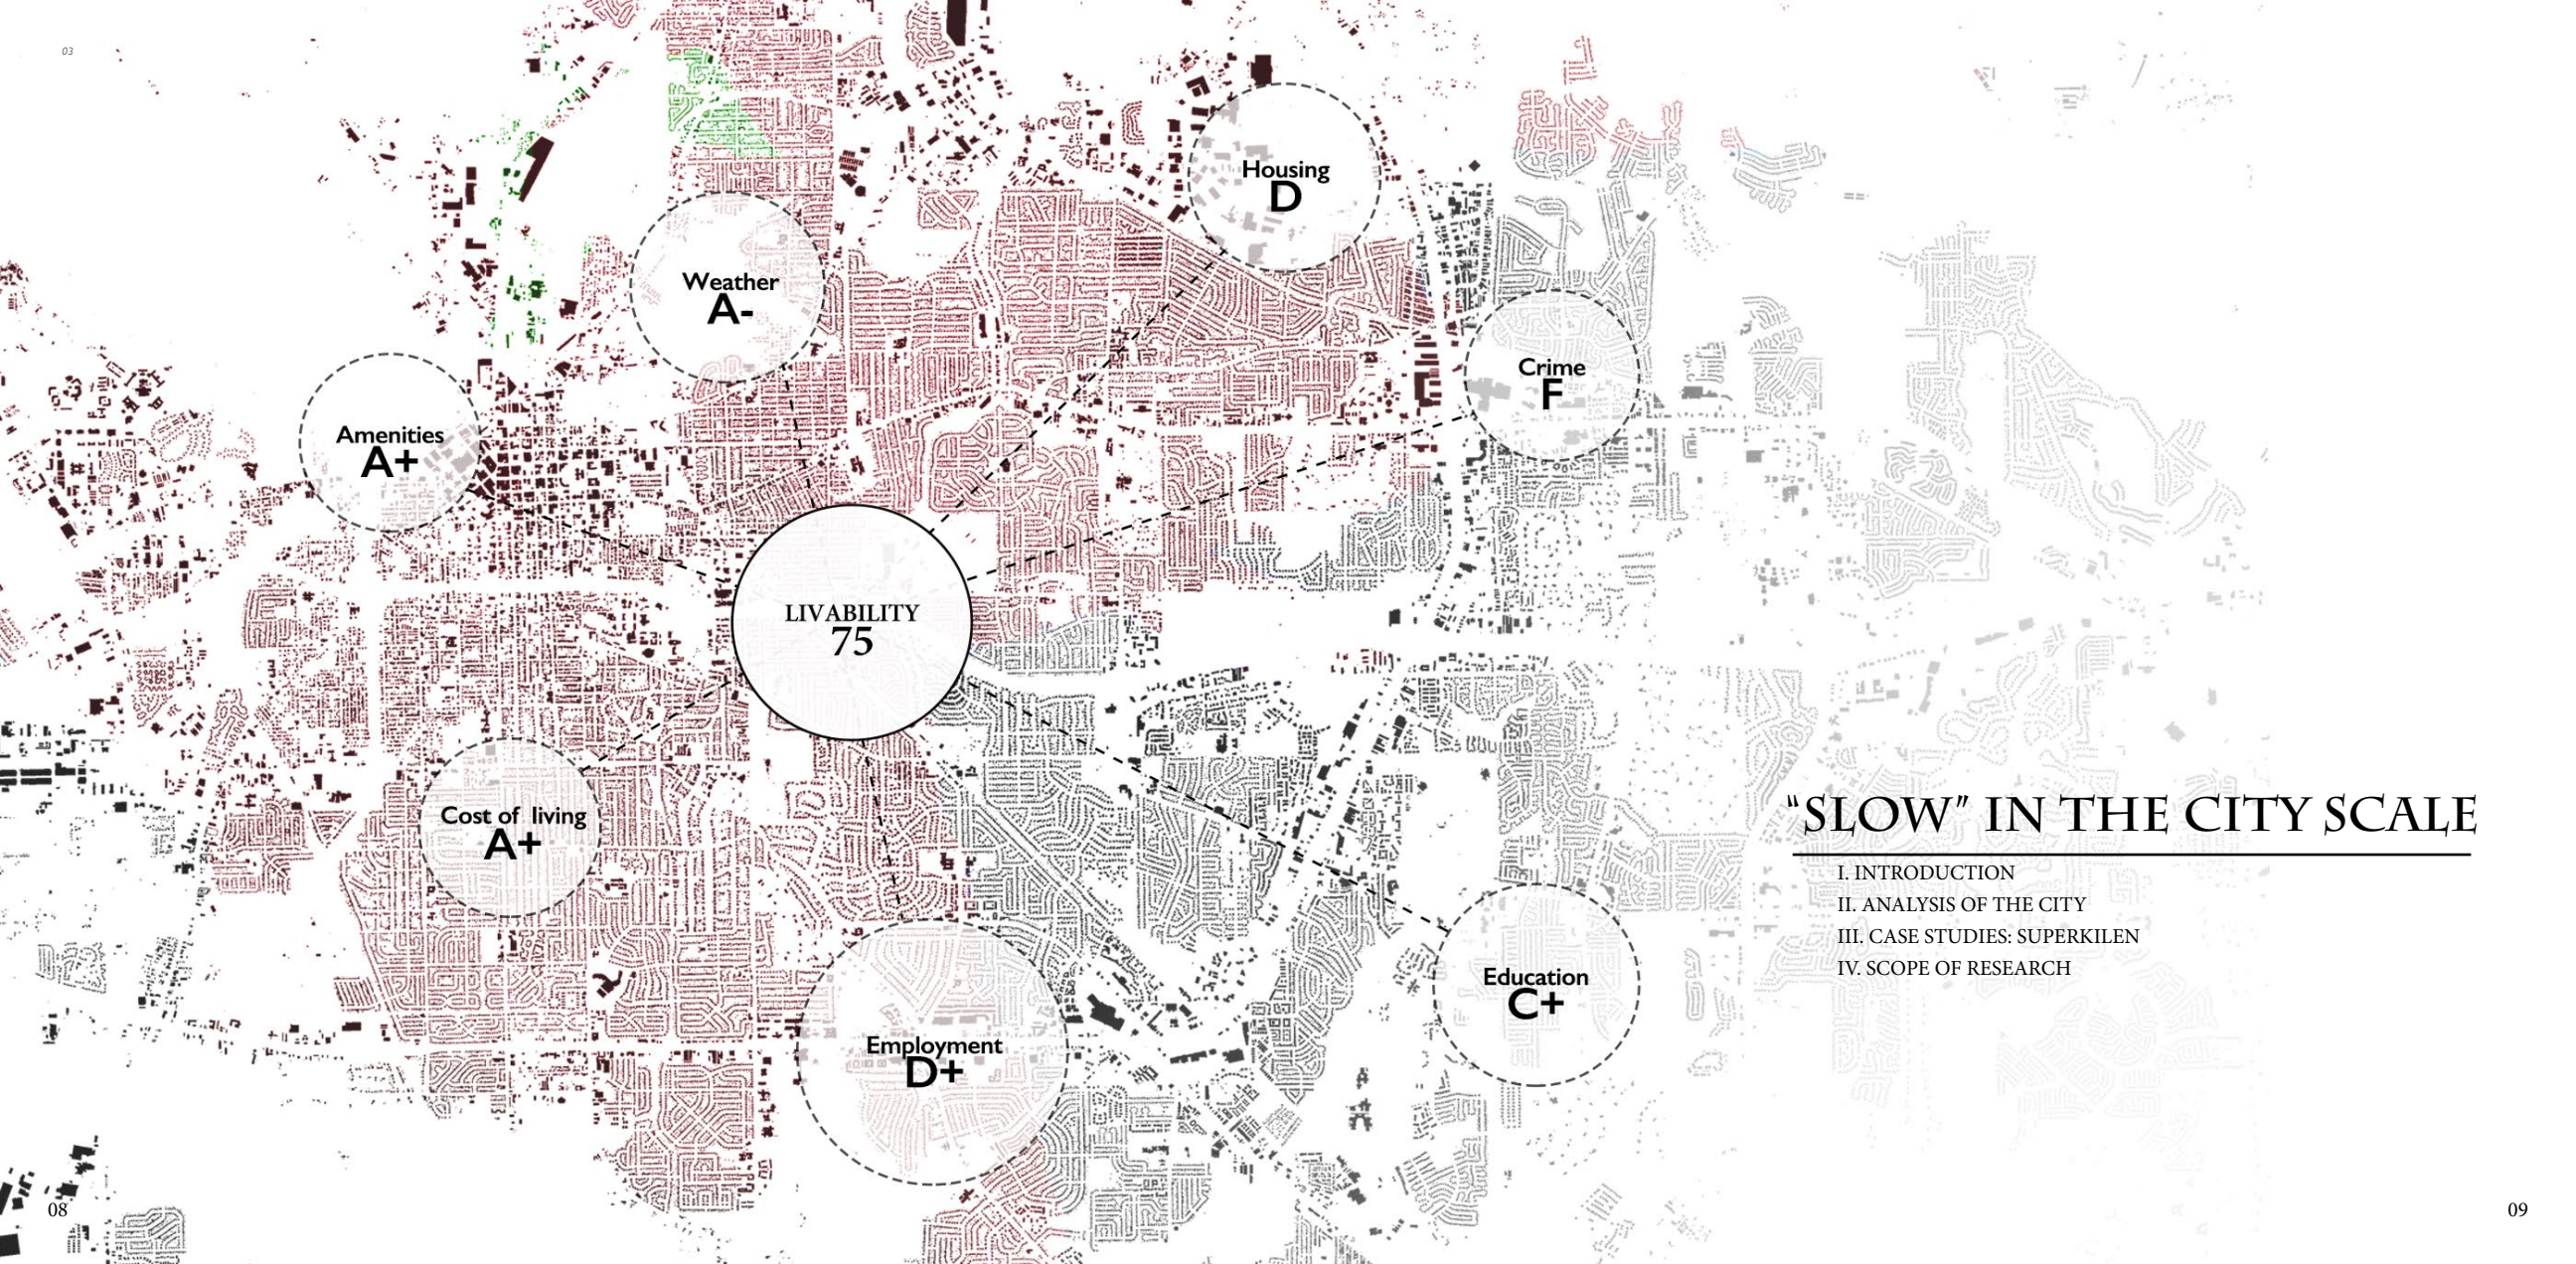 03
Housing
D
Weather
A-
Crime
F
Amenities
A+
LIVABILITY
75
Cost of living
A+
Employment
D+
Education
C+
“SLOW” IN THE CITY SCALE
I. INTRODUCTION
II. ANALYSIS OF THE CITY
III. CASE STUDIES: SUPERKILEN
IV. SCOPE OF RESEARCH
08
09